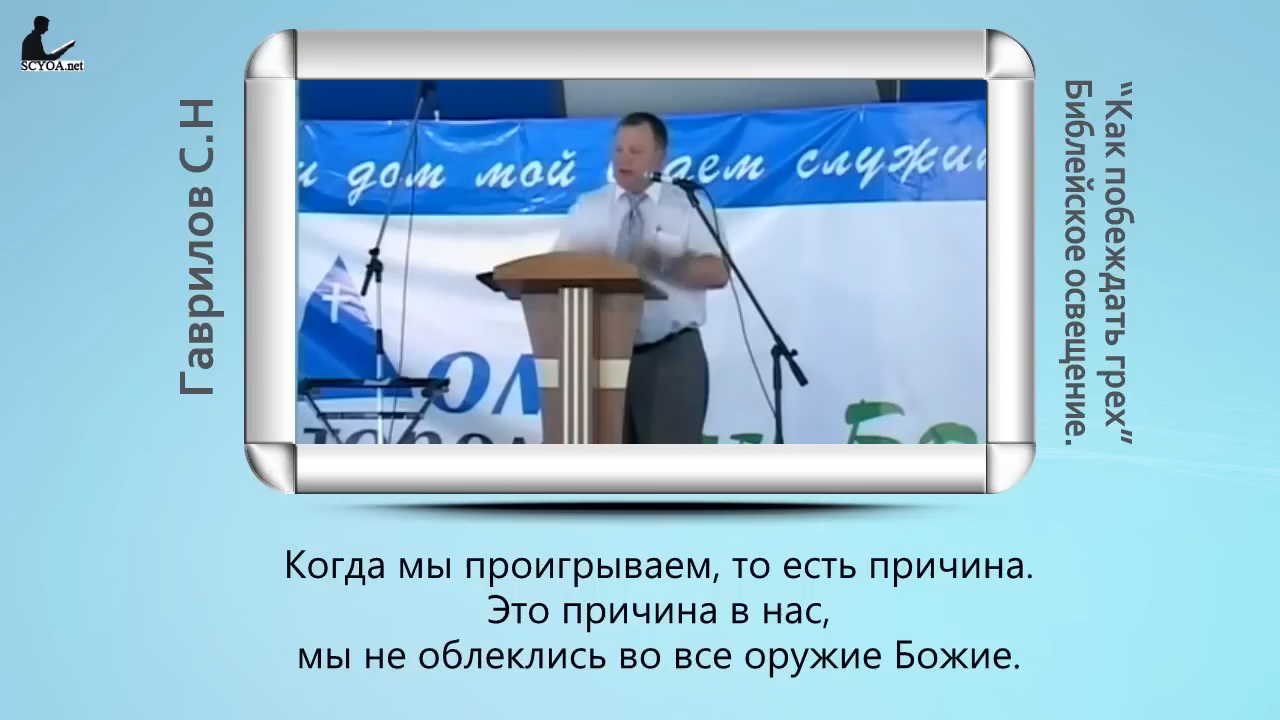 SCYOA.net
Гаврилов С.Н
“Как побеждать грех”
Библейское освещение.
и дом мой
служи
Когда мы проигрываем, то есть причина.
Это причина в нас,
мы не облеклись во все оружие Божие.